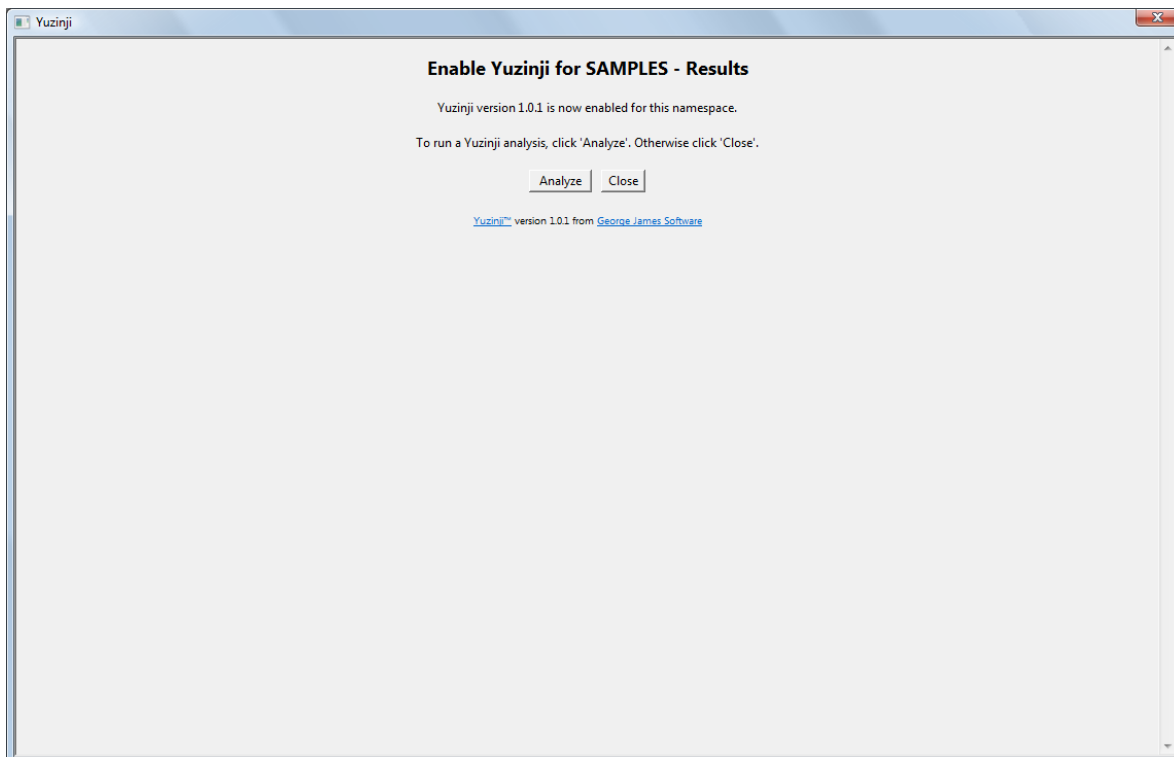 Yuzinji
Enable Yuzinji for SAMPLES - Results
Yuzinji version 1.0.1 is now enabled for this namespace.
To run a Yuzinji analysis, click 'Analyze'. Otherwise click 'Close'.
Analyze Close
Yuzinji™ version 1.0.1 from George James Software